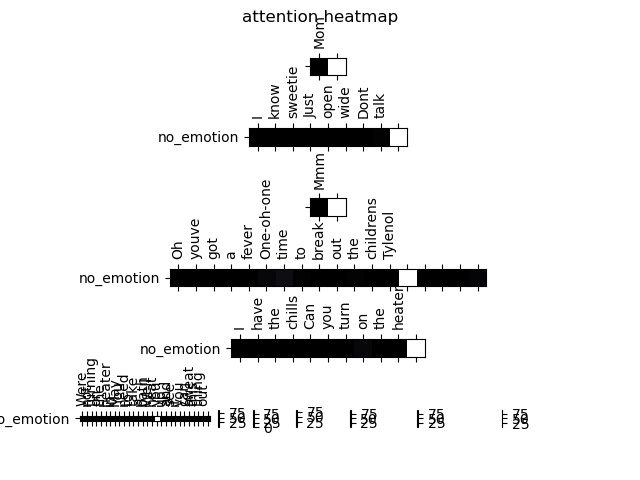 attention heatmap
Mom
I know sweetie Just open wide Dont talk
no_emotion
Mmm
Oh youve got a fever One-oh-one time to break out the childrens Tylenol
no_emotion
I have the chills Can you turn on the heater
no_emotion
Were heater need out
no_emotion
75 75 75 75 75 75
50 50 50 50 50 50
25 25 25 25 25 25
0